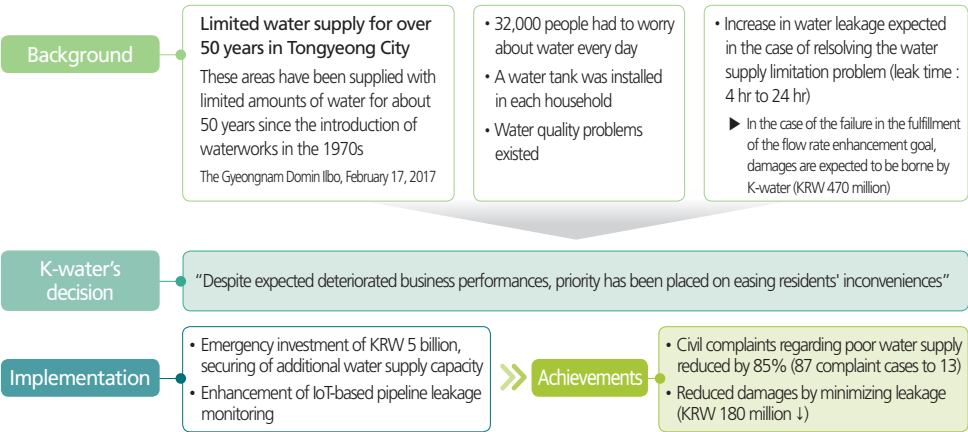 Background
Limited water supply for over
50 years in Tongyeong City
These areas have been supplied with
limited amounts of water for about
50 years since the introduction of
waterworks in the 1970s
The Gyeongnam Domin Ilbo, February 17, 2017
• 32,000 people had to worry
about water every day
• A water tank was installed
in each household
• Water quality problems
existed
• Increase in water leakage expected
in the case of relsolving the water
supply limitation problem (leak time :
4 hr to 24 hr)
▶ In the case of the failure in the fulfillment
of the flow rate enhancement goal,
damages are expected to be borne by
K-water (KRW 470 million)
K-water's
decision
“Despite expected deteriorated business performances, priority has been placed on easing residents' inconveniences”
Implementation
• Emergency investment of KRW 5 billion,
securing of additional water supply capacity
• Enhancement of IoT-based pipeline leakage
monitoring
Achievements
• Civil complaints regarding poor water supply
reduced by 85% (87 complaint cases to 13)
• Reduced damages by minimizing leakage
(KRW 180 million ↓)